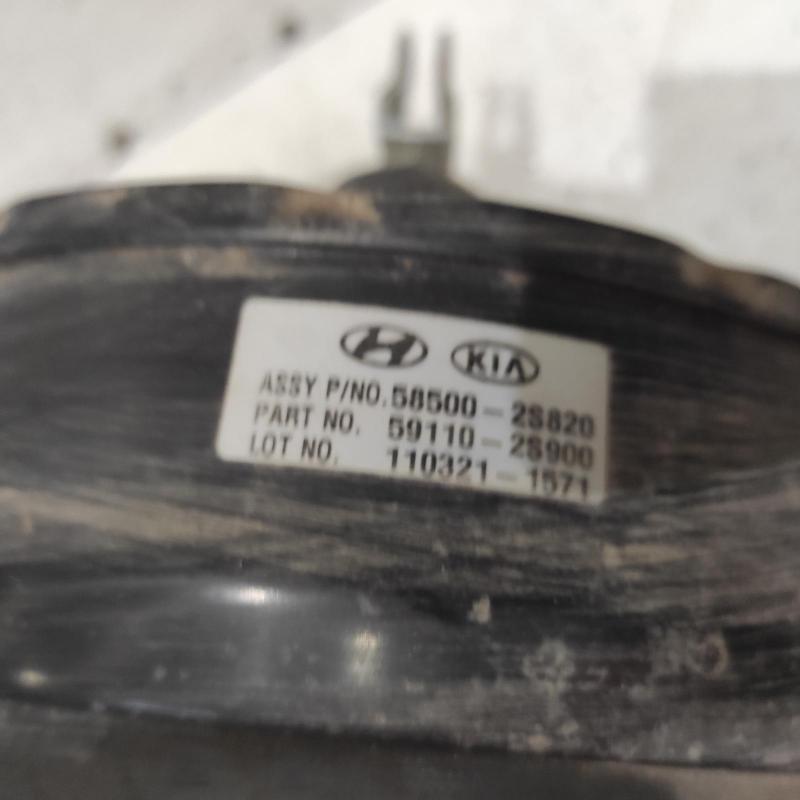 KIA
ASSY P/NO. 58500-2S820
PART NO. 59110-2S900
LOT NO. 110321-1571